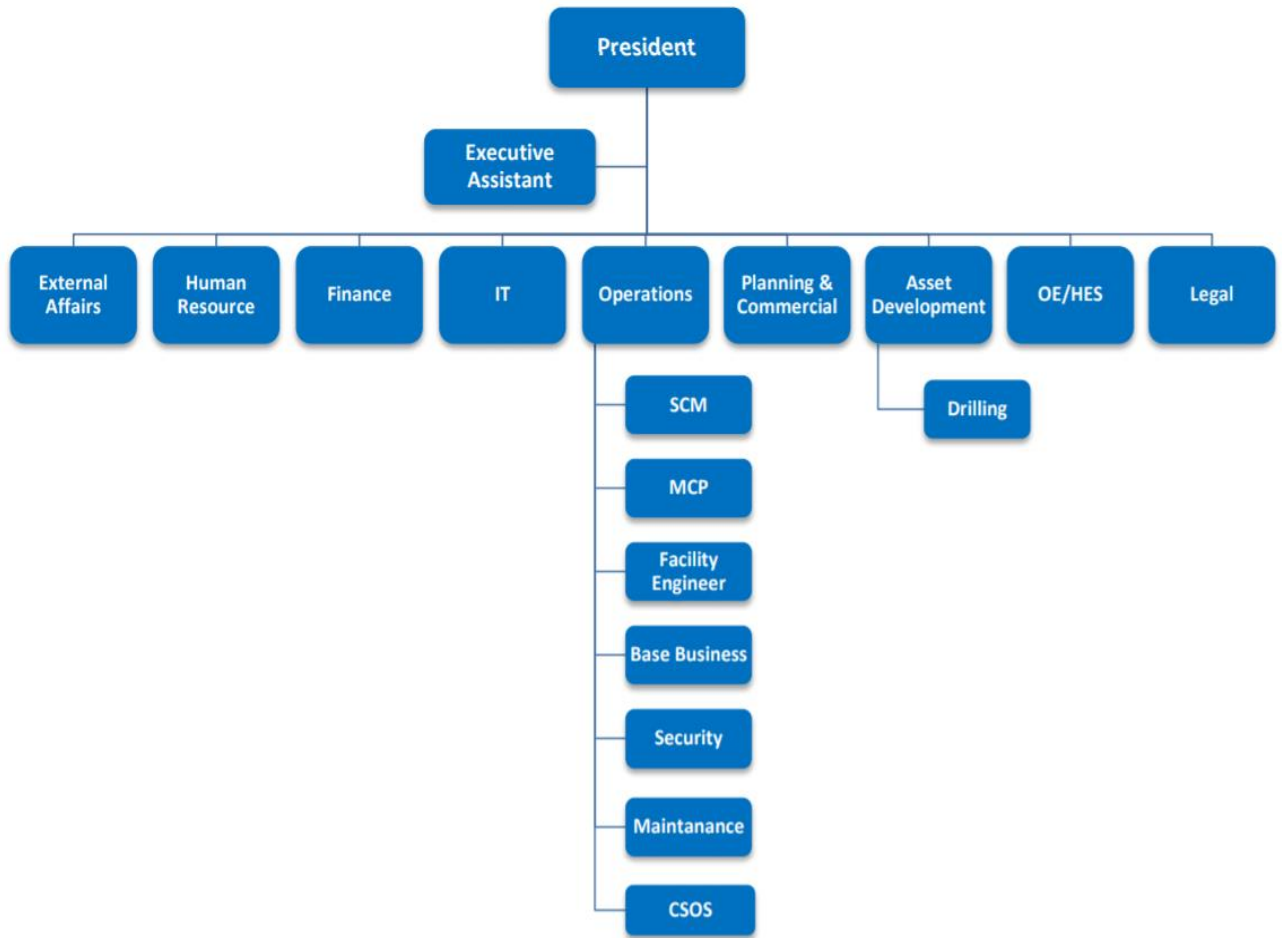 President
Executive
Assistant
External
Affairs
Human
Resource
Finance
IT
Operations
Planning &
Commercial
Asset
Development
OE/HES
Legal
SCM
Drilling
MCP
Facility
Engineer
Base Business
Security
Maintanance
CSOS